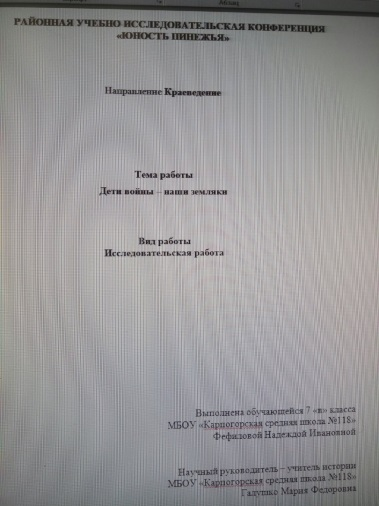 РАЙОННАЯ УЧЕБНО-ИССЛЕДОВАТЕЛЬСКАЯ КОНФЕРЕНЦИЯ
«ЮНОСТЬ ПИНЕЖЬЯ»
Направление Краеведение
Тема работы
Дети войны – наши земляки
Вид работы
Исследовательская работа
Выполнена обучающейся 7 «в» класса
МБОУ «Карпогорская средняя школа №118»
Фефиловой Надеждой Ивановной
Научный руководитель – учитель истории
МБОУ «Карпогорская средняя школа №118»
Галушко Мария Федоровна